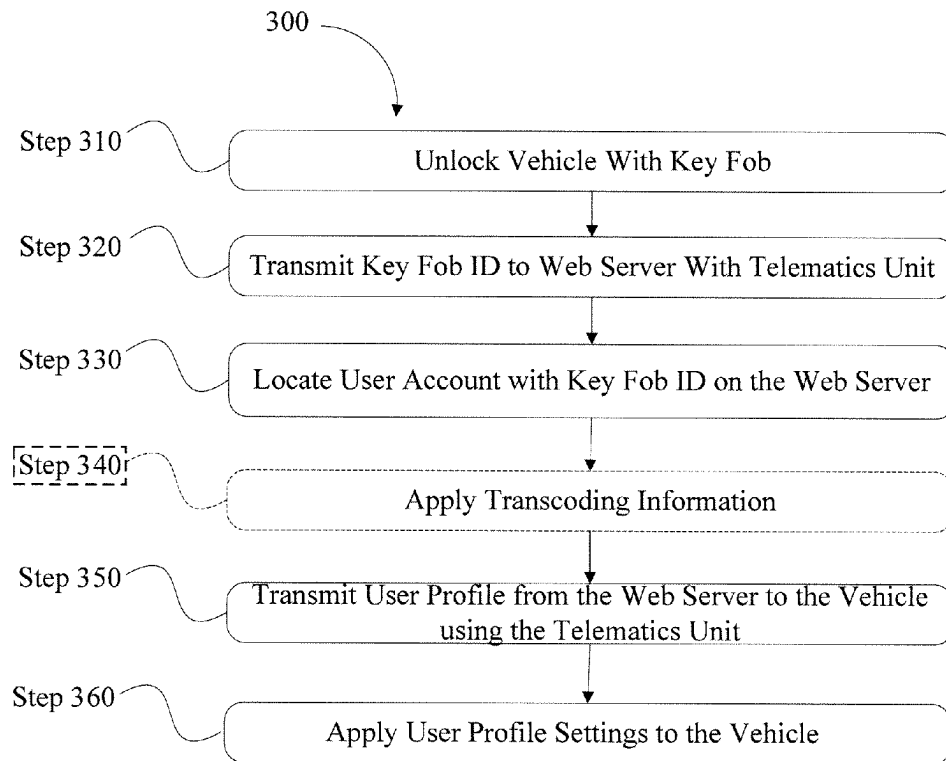 300
Step 310
Unlock Vehicle With Key Fob
Step 320
Transmit Key Fob ID to Web Server With Telematics Unit
Step 330
Locate User Account with Key Fob ID on the Web Server
Step 340
Apply Transcoding Information
Step 350
Transmit User Profile from the Web Server to the Vehicle
using the Telematics Unit
Step 360
Apply User Profile Settings to the Vehicle